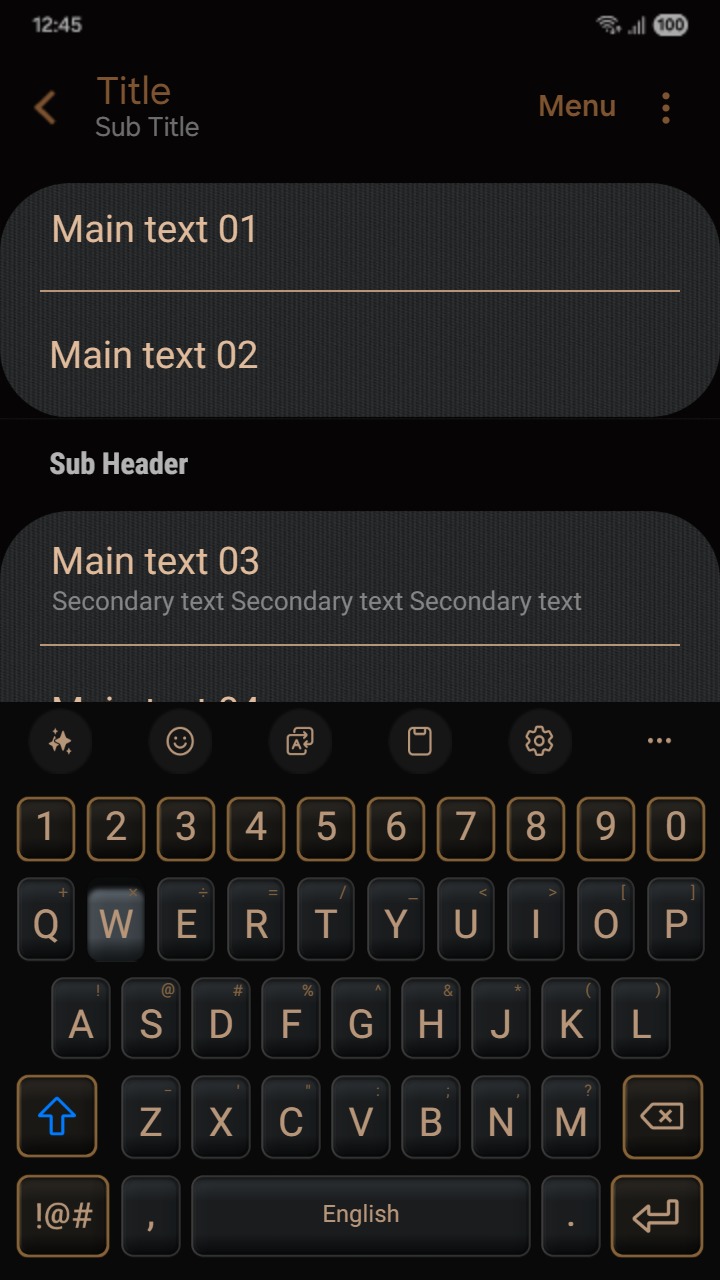 12:45 100
Title
Sub Title
Menu
Main text 01
Main text 02
Sub Header
Main text 03
Secondary text Secondary text Secondary text
1 2 3 4 5 6 7 8 9 0
+ × ÷ = / _ < > [ ]
Q W E R T Y U I O P
! @ # % ^ & * ( )
A S D F G H J K L
- ' " : ; , ?
Z X C V B N M
!@# , English .